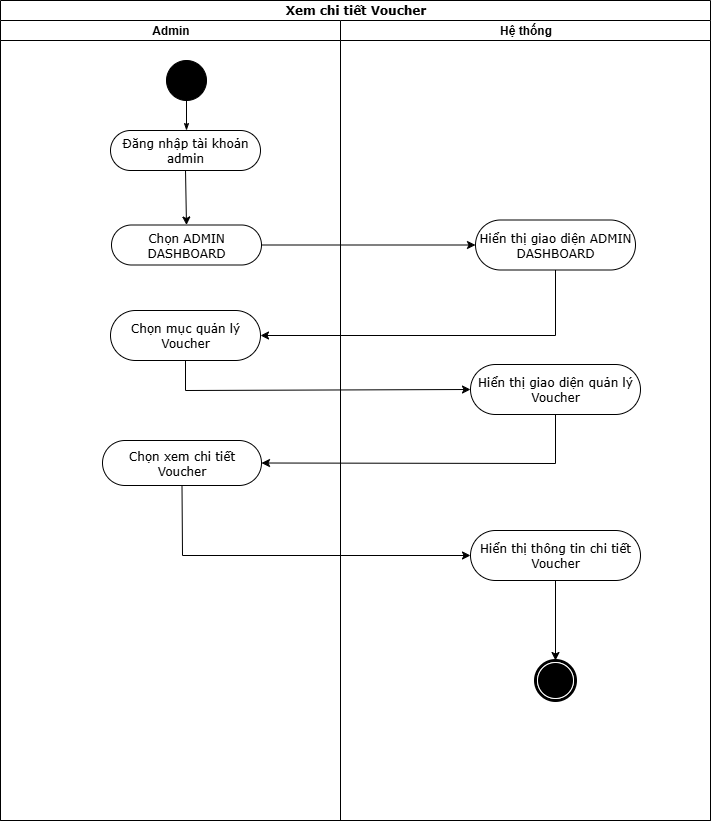 Xem chi tiết Voucher
Admin
Hệ thống
Đăng nhập tài khoản
admin
Chọn ADMIN
DASHBOARD
Hiển thị giao diện ADMIN
DASHBOARD
Chọn mục quản lý
Voucher
Hiển thị giao diện quản lý
Voucher
Chọn xem chi tiết
Voucher
Hiển thị thông tin chi tiết
Voucher